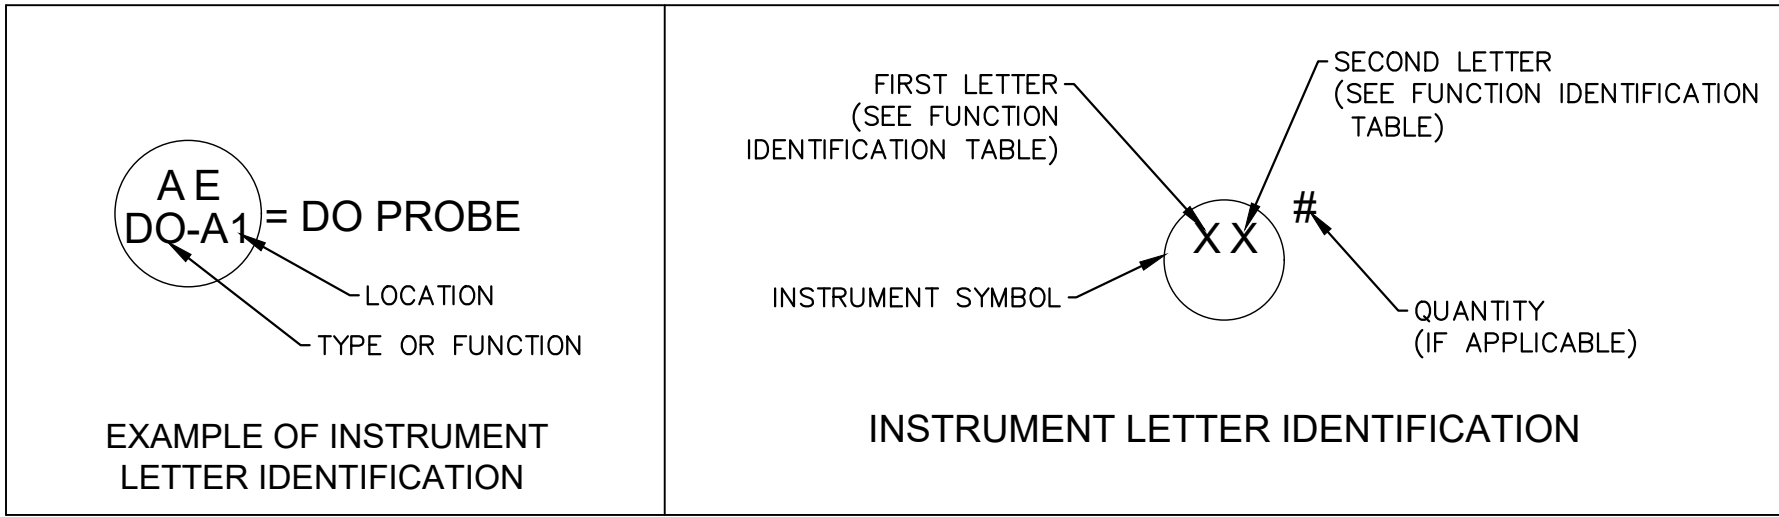 A E
DO-A1 = DO PROBE
LOCATION
TYPE OR FUNCTION
EXAMPLE OF INSTRUMENT
LETTER IDENTIFICATION
FIRST LETTER
(SEE FUNCTION
IDENTIFICATION TABLE)
SECOND LETTER
(SEE FUNCTION IDENTIFICATION
TABLE)
X X #
INSTRUMENT SYMBOL
QUANTITY
(IF APPLICABLE)
INSTRUMENT LETTER IDENTIFICATION